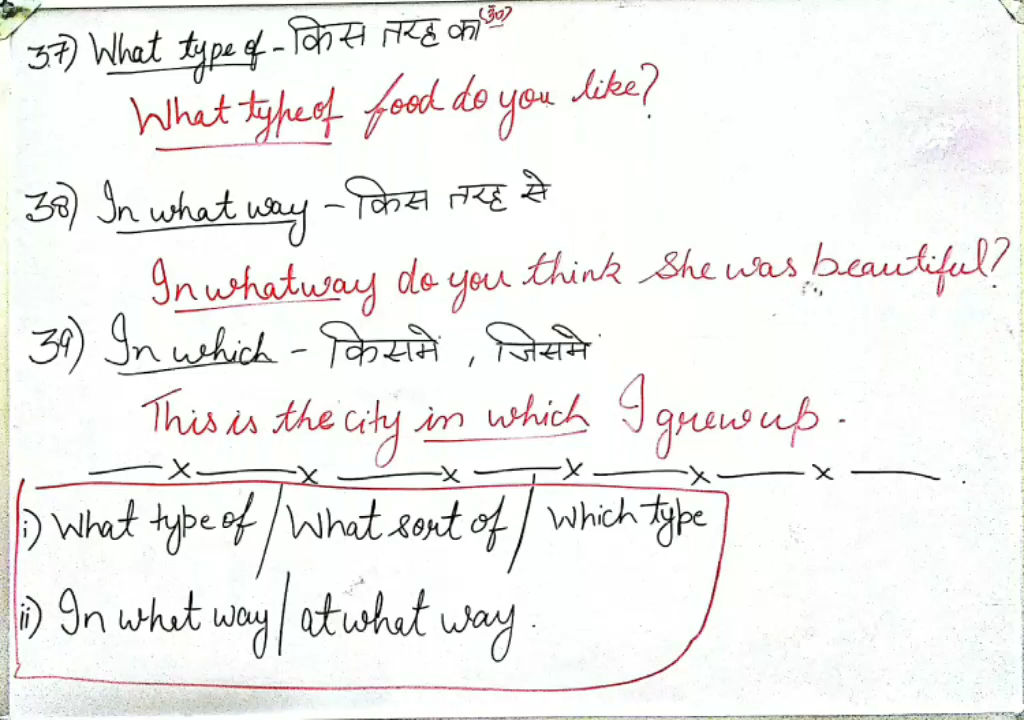 37) What type of - किस तरह का (30)
What type of food do you like?
38) In what way - किस तरह से
In what way do you think she was beautiful?
39) In which - किसमें , जिसमें
This is the city in which I grew up.
i) What type of / What sort of / Which type
ii) In what way / at what way.